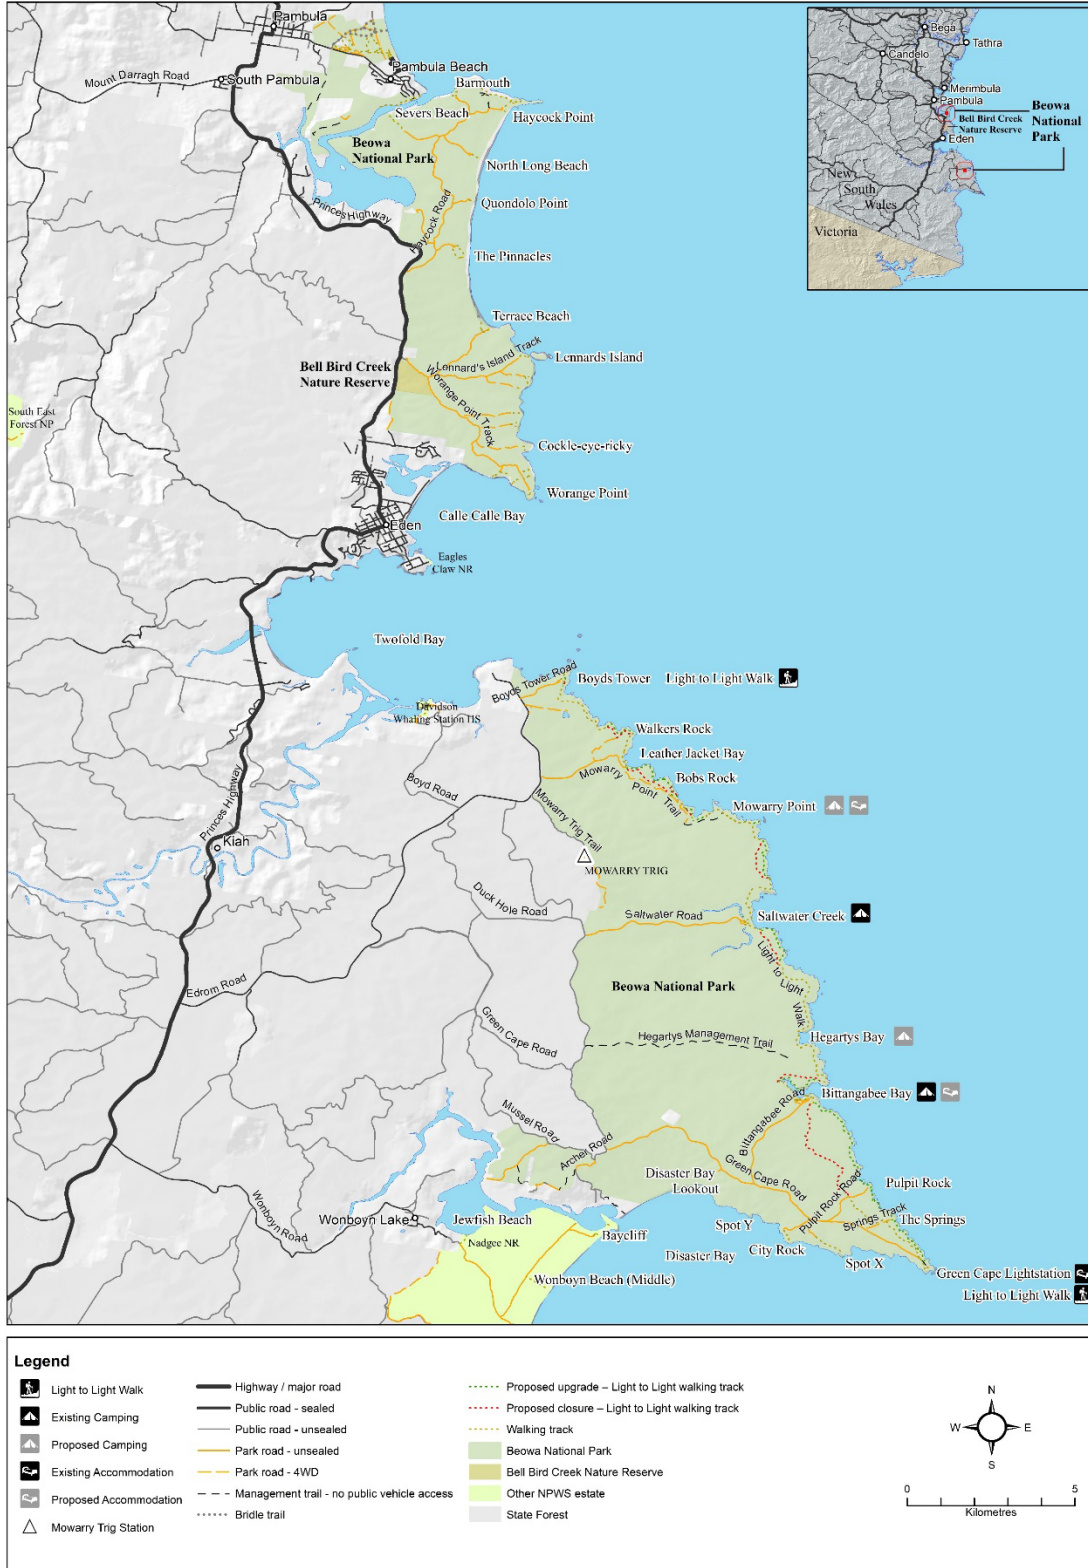 Pambula
Mount Darragh Road
South Pambula
Pambula Beach
Barmouth
Severs Beach
Haycock Point
Beowa
National Park
North Long Beach
Princes Highway
Haycock Road
Quondolo Point
The Pinnacles
Terrace Beach
Lennard's Island Track
Lennards Island
Bell Bird Creek
Nature Reserve
Worange Point Track
South East
Forest NP
Cockle-eye-ricky
Worange Point
Calle Calle Bay
Eden
Eagles
Claw NR
Twofold Bay
Boyds Tower Road
Boyds Tower
Light to Light Walk
Davidson
Whaling Station HS
Walkers Rock
Leather Jacket Bay
Bobs Rock
Boyd Road
Mowarry Point Trail
Mowarry Point
Mowarry Trig Trail
Princes Highway
Kiah
MOWARRY TRIG
Duck Hole Road
Saltwater Road
Saltwater Creek
Light to Light Walk
Edrom Road
Beowa National Park
Green Cape Road
Hegartys Management Trail
Hegartys Bay
Bittangabee Bay
Bittangabee Road
Mussel Road
Archer Road
Disaster Bay
Lookout
Green Cape Road
Pulpit Rock Road
Pulpit Rock
Wonboyn Road
Wonboyn Lake
Jewfish Beach
Springs Track
The Springs
Nadgee NR
Baycliff
Spot Y
City Rock
Disaster Bay
Spot X
Wonboyn Beach (Middle)
Green Cape Lightstation
Light to Light Walk
Bega
Tathra
Candelo
Merimbula
Pambula
Beowa
National
Park
Bell Bird Creek
Nature Reserve
Eden
New
South
Wales
Victoria
Legend
Light to Light Walk
Existing Camping
Proposed Camping
Existing Accommodation
Proposed Accommodation
Mowarry Trig Station
Highway / major road
Public road - sealed
Public road - unsealed
Park road - unsealed
Park road - 4WD
Management trail - no public vehicle access
Bridle trail
Proposed upgrade – Light to Light walking track
Proposed closure – Light to Light walking track
Walking track
Beowa National Park
Bell Bird Creek Nature Reserve
Other NPWS estate
State Forest
N
W E
S
0 5
Kilometres